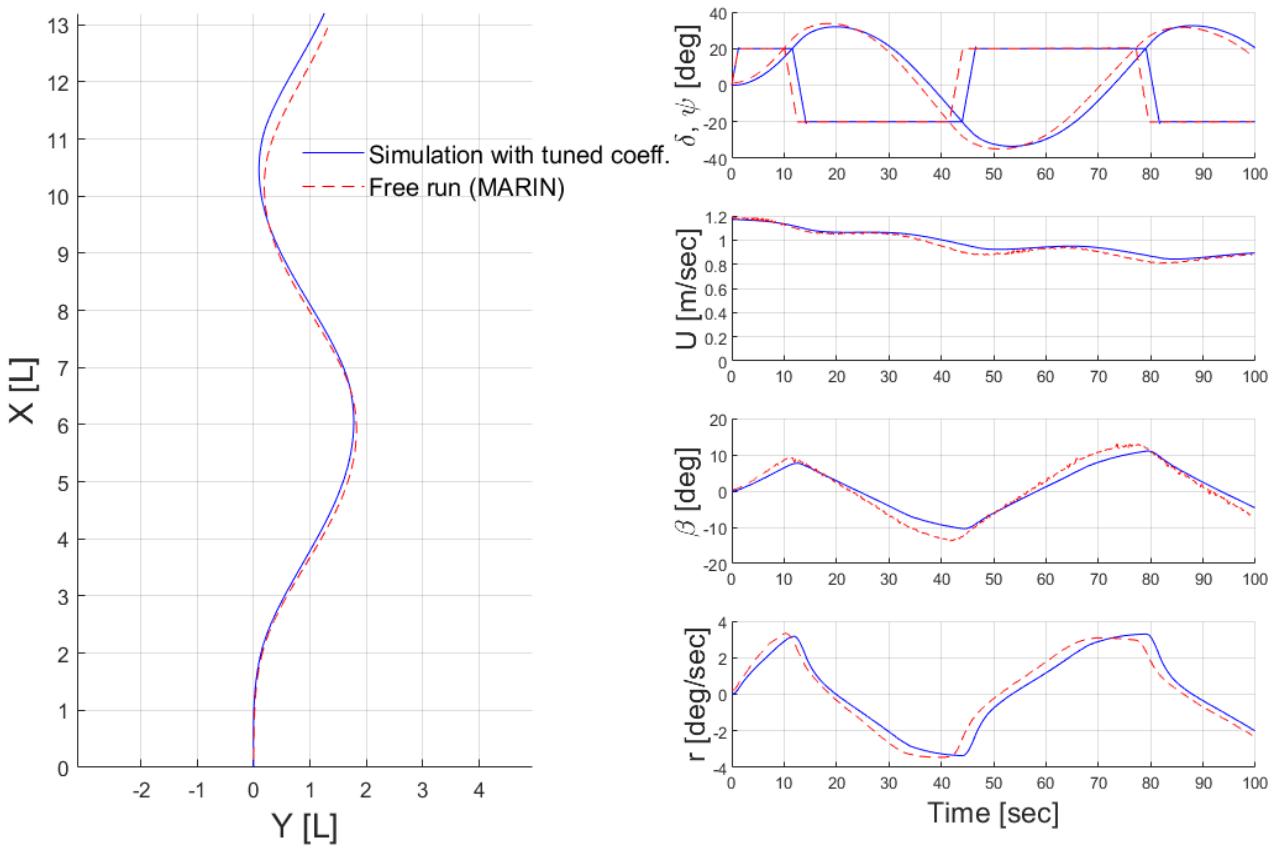 13
12
11
10
9
8
7
6
5
4
3
2
1
0
X [L]
-2 -1 0 1 2 3 4
Y [L]
Simulation with tuned coeff.
Free run (MARIN)
40
20
0
-20
-40
δ, ψ [deg]
0 10 20 30 40 50 60 70 80 90 100
1.2
1
0.8
0.6
0.4
0.2
0
U [m/sec]
0 10 20 30 40 50 60 70 80 90 100
20
10
0
-10
-20
β [deg]
0 10 20 30 40 50 60 70 80 90 100
4
2
0
-2
-4
r [deg/sec]
0 10 20 30 40 50 60 70 80 90 100
Time [sec]